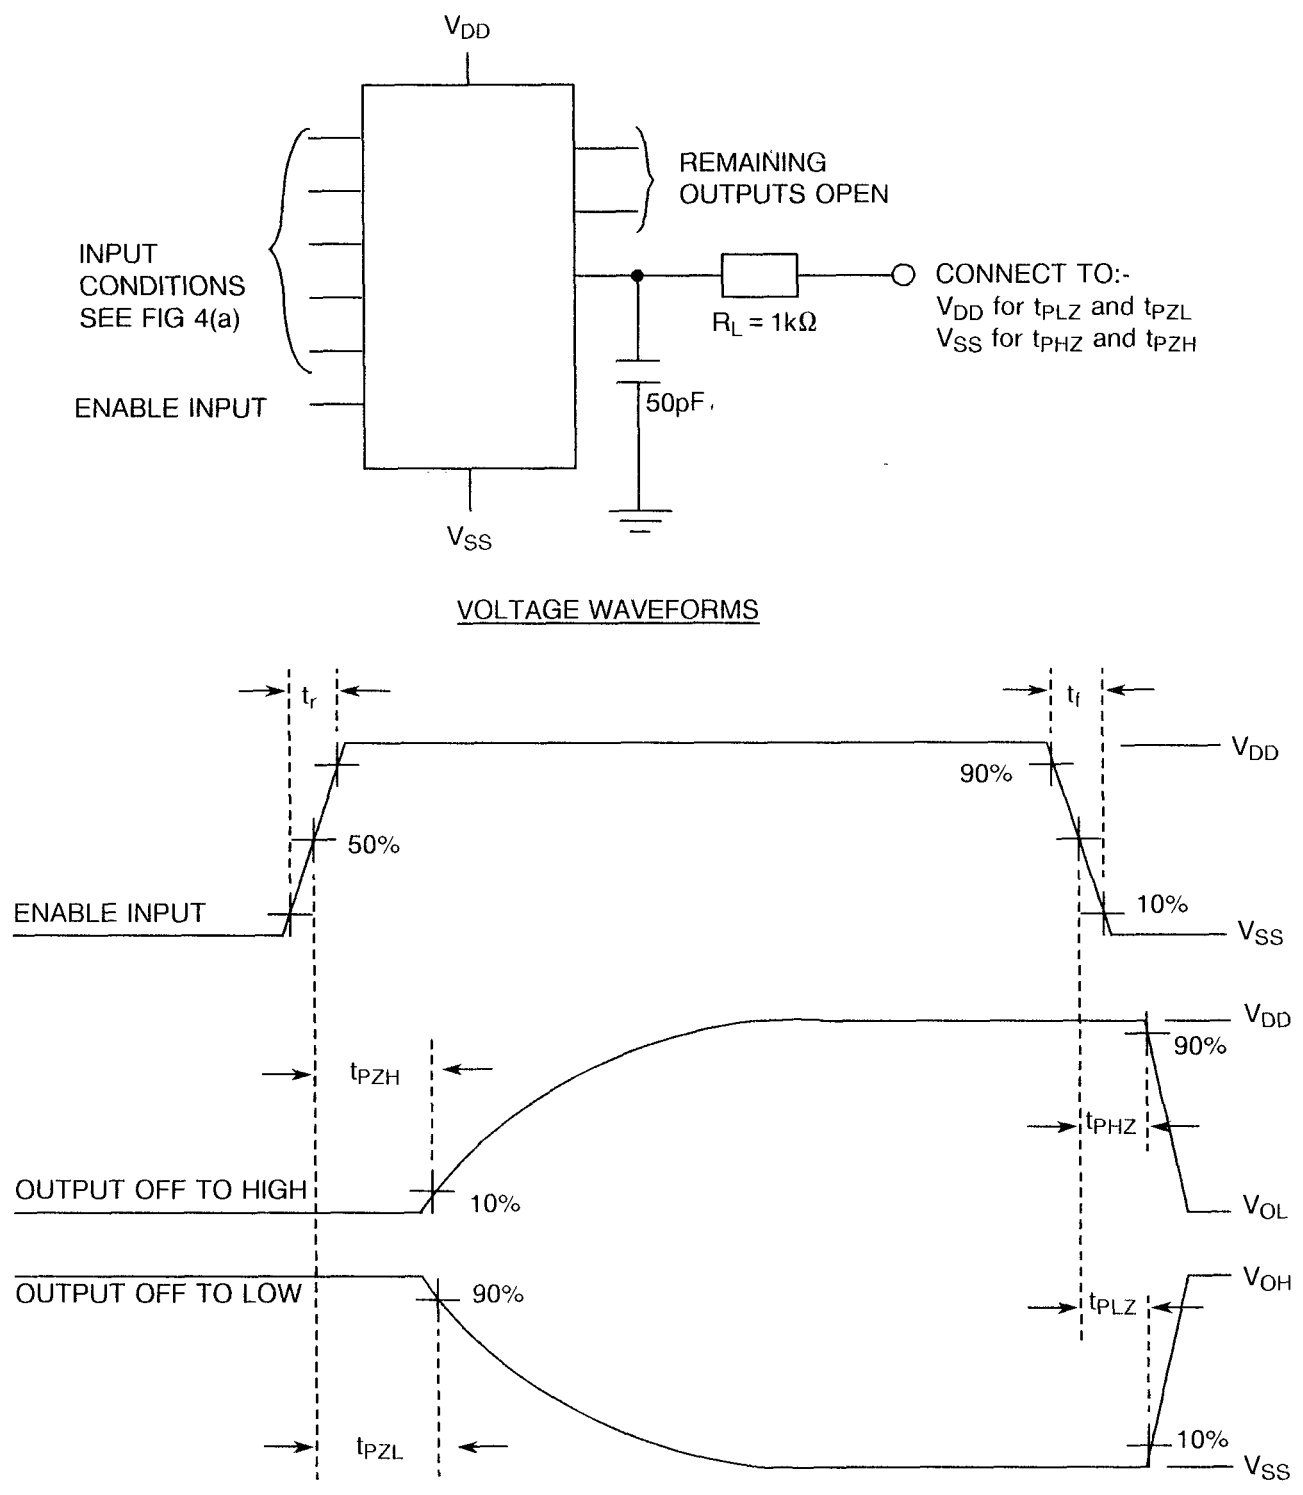 VDD
REMAINING
OUTPUTS OPEN
INPUT
CONDITIONS
SEE FIG 4(a)
ENABLE INPUT
RL = 1kΩ
CONNECT TO:-
VDD for tPLZ and tPZL
VSS for tPHZ and tPZH
50pF
VSS
VOLTAGE WAVEFORMS
tr
tf
VDD
90%
50%
ENABLE INPUT
10%
VSS
VDD
90%
tPZH
tPHZ
OUTPUT OFF TO HIGH
10%
VOL
OUTPUT OFF TO LOW
90%
VOH
tPLZ
tPZL
10%
VSS